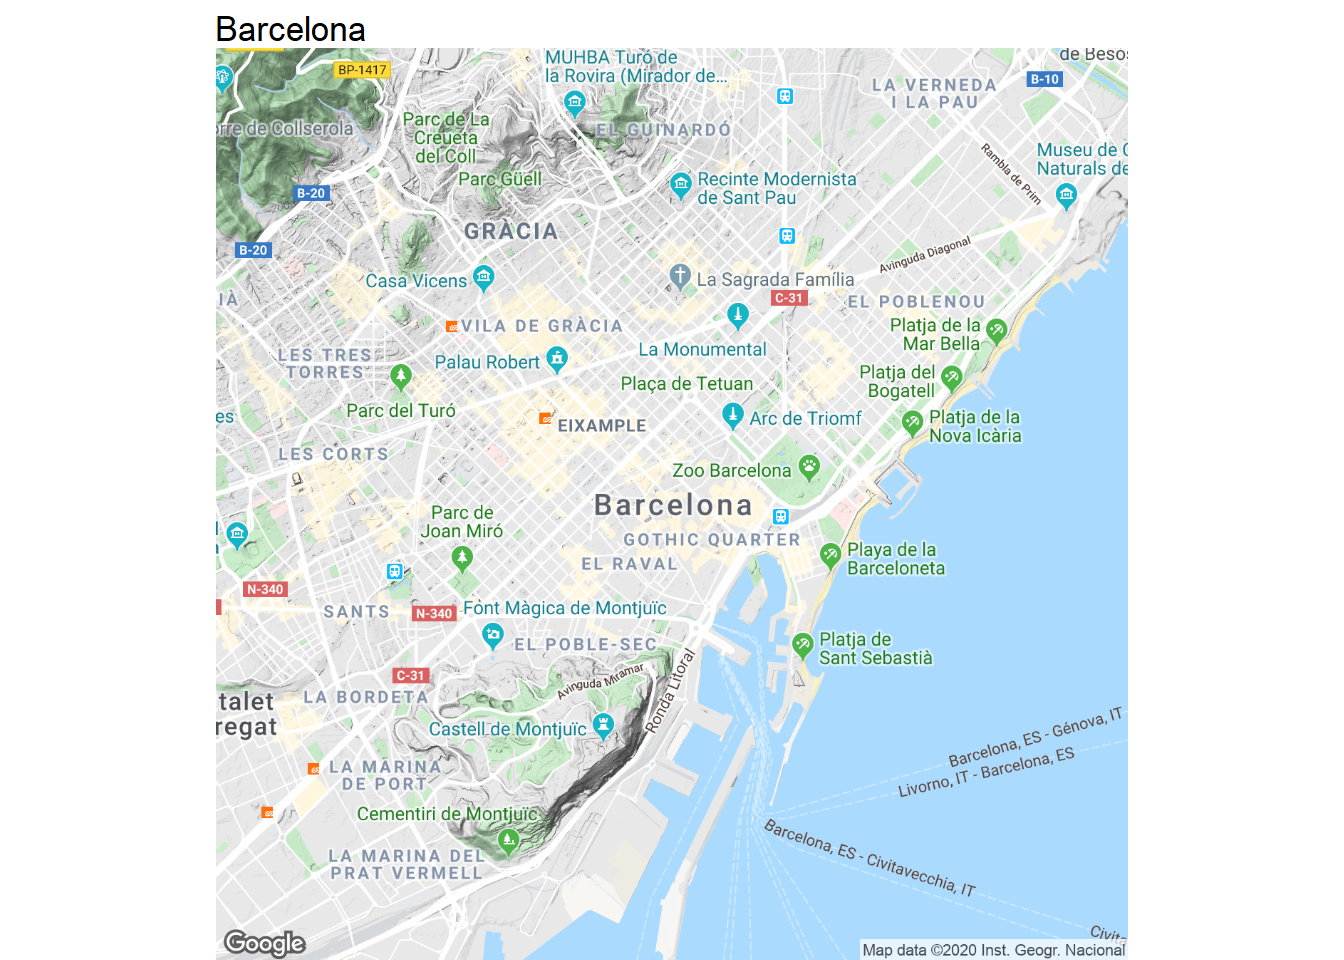 Barcelona
BP-1417
MUHBA Turó de
la Rovira (Mirador de...
de Besòs
B-10
LA VERNEDA
I LA PAU
Parc de La
Creueta
del Coll
orre de Collserola
EL GUINARDÓ
Museu de C
Naturals de
Rambla de Prim
Parc Güell
Recinte Modernista
de Sant Pau
B-20
GRÀCIA
B-20
Avinguda Diagonal
Casa Vicens
La Sagrada Família
C-31
EL POBLENOU
IÀ
VILA DE GRÀCIA
Platja de la
Mar Bella
LES TRES
TORRES
La Monumental
Palau Robert
Plaça de Tetuan
Platja del
Bogatell
Parc del Turó
es
EIXAMPLE
Arc de Triomf
Platja de la
Nova Icària
LES CORTS
Zoo Barcelona
Barcelona
Parc de
Joan Miró
GOTHIC QUARTER
EL RAVAL
Playa de la
Barceloneta
N-340
SANTS
N-340
Font Màgica de Montjuïc
EL POBLE-SEC
Platja de
Sant Sebastià
C-31
Avinguda Miramar
Ronda Litoral
LA BORDETA
talet
regat
Castell de Montjuïc
Barcelona, ES - Génova, IT
Livorno, IT - Barcelona, ES
LA MARINA
DE PORT
Cementiri de Montjuïc
Barcelona, ES - Civitavecchia, IT
LA MARINA DEL
PRAT VERMELL
Civita
Google
Map data ©2020 Inst. Geogr. Nacional